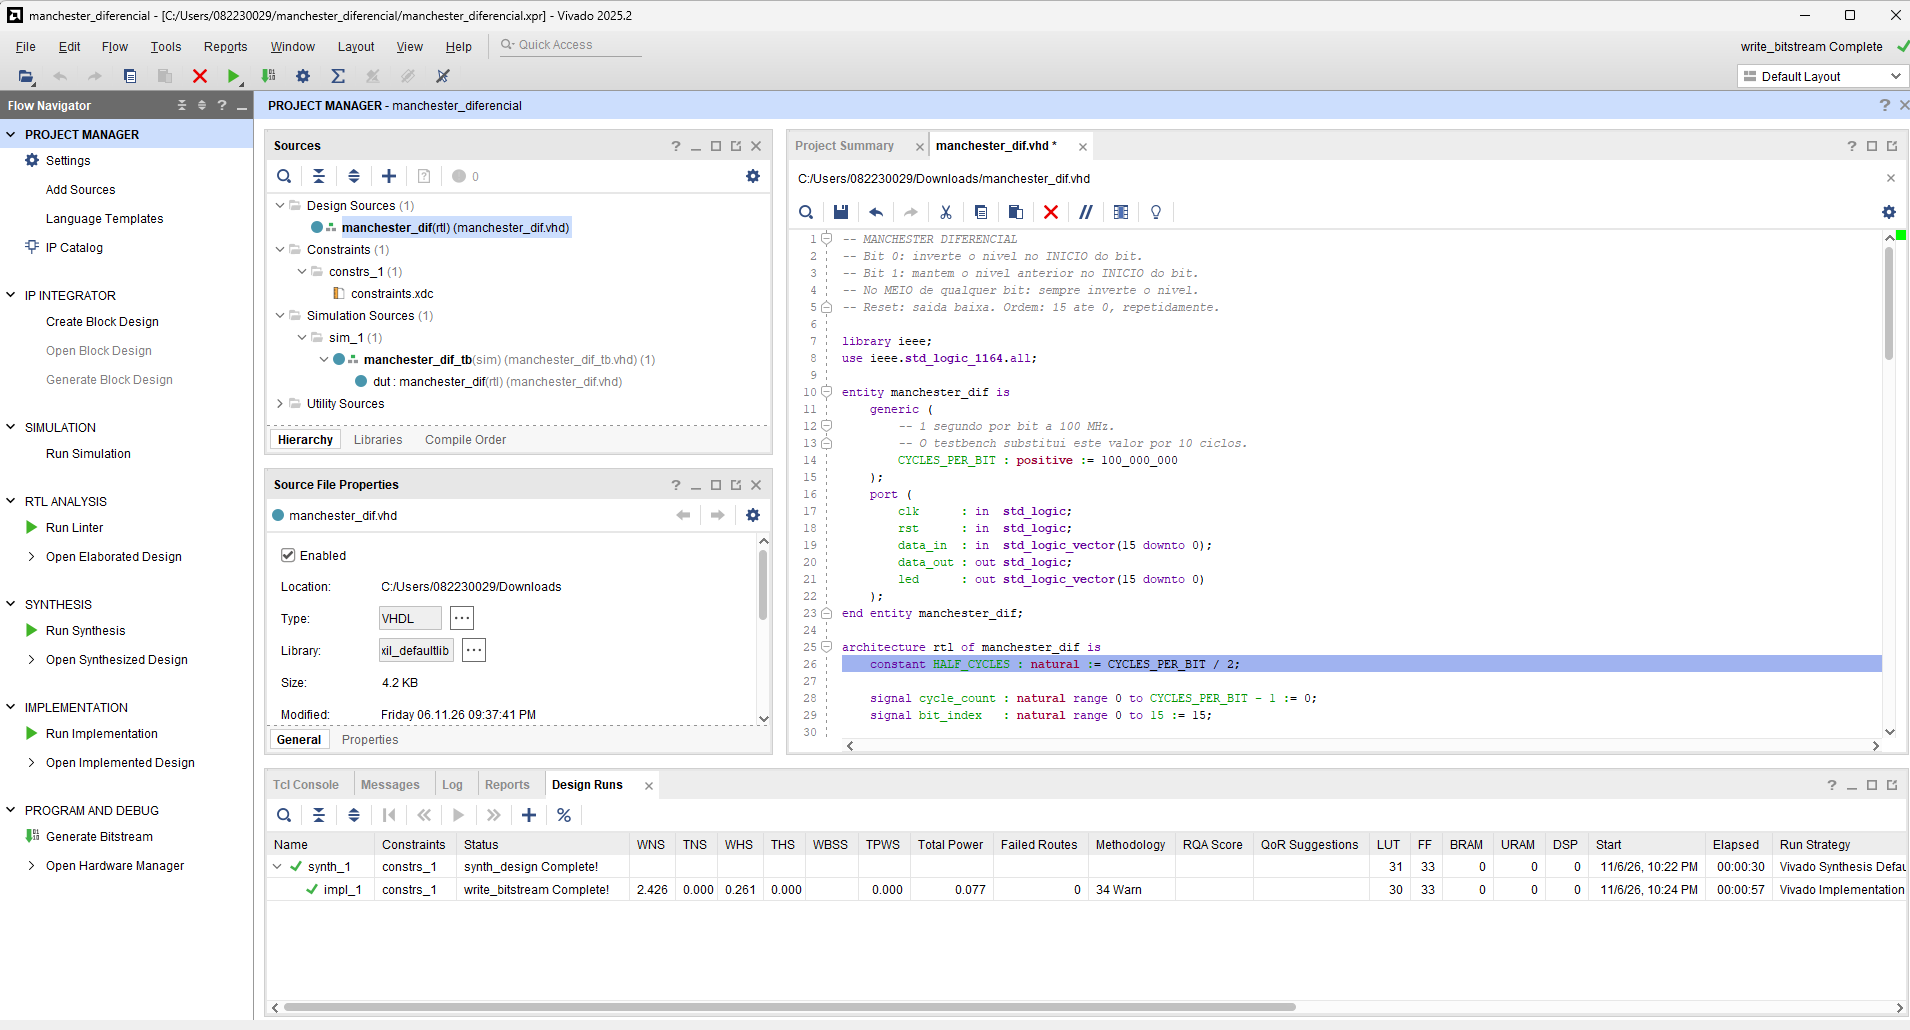 manchester_diferencial - [C:/Users/082230029/manchester_diferencial/manchester_diferencial.xpr] - Vivado 2025.2
File Edit Flow Tools Reports Window Layout View Help Quick Access
write_bitstream Complete
Default Layout
Flow Navigator
PROJECT MANAGER
Settings
Add Sources
Language Templates
IP Catalog
IP INTEGRATOR
Create Block Design
Open Block Design
Generate Block Design
SIMULATION
Run Simulation
RTL ANALYSIS
Run Linter
Open Elaborated Design
SYNTHESIS
Run Synthesis
Open Synthesized Design
IMPLEMENTATION
Run Implementation
Open Implemented Design
PROGRAM AND DEBUG
Generate Bitstream
Open Hardware Manager
PROJECT MANAGER - manchester_diferencial
Sources
0
Design Sources (1)
manchester_dif(rtl) (manchester_dif.vhd)
Constraints (1)
constrs_1 (1)
constraints.xdc
Simulation Sources (1)
sim_1 (1)
manchester_dif_tb(sim) (manchester_dif_tb.vhd) (1)
dut : manchester_dif(rtl) (manchester_dif.vhd)
Utility Sources
Hierarchy Libraries Compile Order
Source File Properties
manchester_dif.vhd
Enabled
Location: C:/Users/082230029/Downloads
Type: VHDL
Library: xil_defaultlib
Size: 4.2 KB
Modified: Friday 06.11.26 09:37:41 PM
General Properties
Project Summary manchester_dif.vhd *
C:/Users/082230029/Downloads/manchester_dif.vhd
1 -- MANCHESTER DIFERENCIAL
2 -- Bit 0: inverte o nivel no INICIO do bit.
3 -- Bit 1: mantem o nivel anterior no INICIO do bit.
4 -- No MEIO de qualquer bit: sempre inverte o nivel.
5 -- Reset: saida baixa. Ordem: 15 ate 0, repetidamente.
6
7 library ieee;
8 use ieee.std_logic_1164.all;
9
10 entity manchester_dif is
11 generic (
12 -- 1 segundo por bit a 100 MHz.
13 -- O testbench substitui este valor por 10 ciclos.
14 CYCLES_PER_BIT : positive := 100_000_000
15 );
16 port (
17 clk : in std_logic;
18 rst : in std_logic;
19 data_in : in std_logic_vector(15 downto 0);
20 data_out : out std_logic;
21 led : out std_logic_vector(15 downto 0)
22 );
23 end entity manchester_dif;
24
25 architecture rtl of manchester_dif is
26 constant HALF_CYCLES : natural := CYCLES_PER_BIT / 2;
27
28 signal cycle_count : natural range 0 to CYCLES_PER_BIT - 1 := 0;
29 signal bit_index : natural range 0 to 15 := 15;
30
Tcl Console Messages Log Reports Design Runs
Name Constraints Status WNS TNS WHS THS WBSS TPWS Total Power Failed Routes Methodology RQA Score QoR Suggestions LUT FF BRAM URAM DSP Start Elapsed Run Strategy
synth_1 constrs_1 synth_design Complete! 31 33 0 0 0 11/6/26, 10:22 PM 00:00:30 Vivado Synthesis Defau
impl_1 constrs_1 write_bitstream Complete! 2.426 0.000 0.261 0.000 0.000 0.077 0 34 Warn 30 33 0 0 0 11/6/26, 10:24 PM 00:00:57 Vivado Implementation